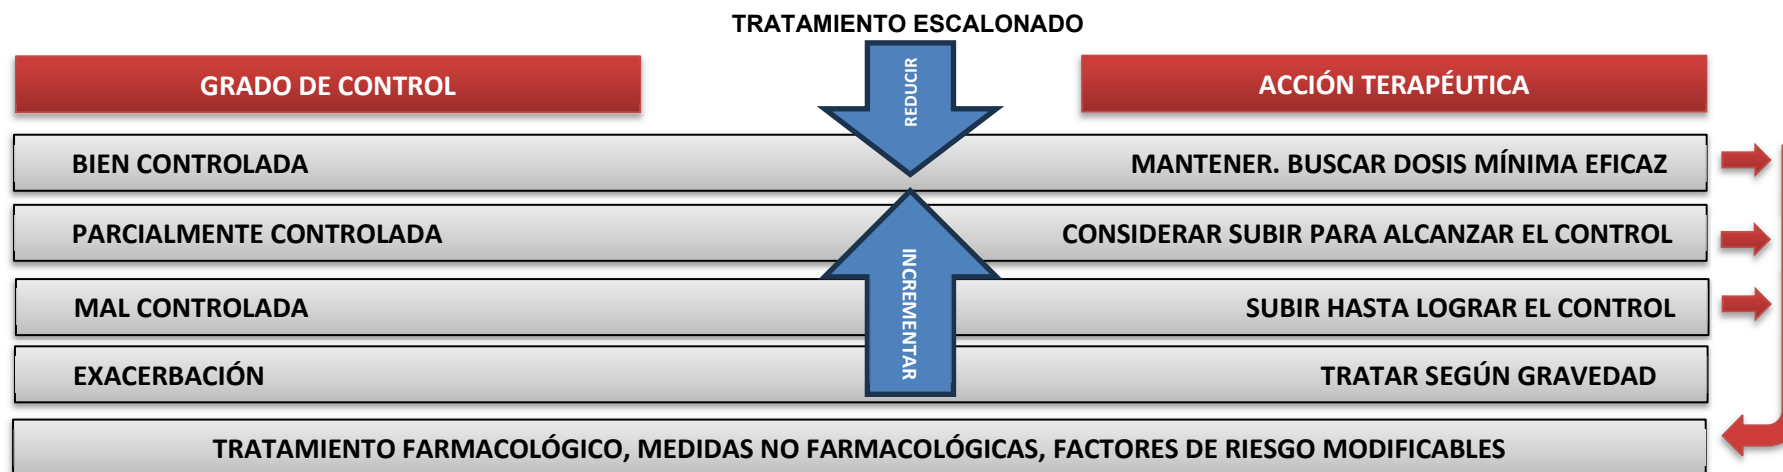 TRATAMIENTO ESCALONADO
GRADO DE CONTROL
REDUCIR
ACCIÓN TERAPÉUTICA
BIEN CONTROLADA
MANTENER. BUSCAR DOSIS MÍNIMA EFICAZ
PARCIALMENTE CONTROLADA
CONSIDERAR SUBIR PARA ALCANZAR EL CONTROL
INCREMENTAR
MAL CONTROLADA
SUBIR HASTA LOGRAR EL CONTROL
EXACERBACIÓN
TRATAR SEGÚN GRAVEDAD
TRATAMIENTO FARMACOLÓGICO, MEDIDAS NO FARMACOLÓGICAS, FACTORES DE RIESGO MODIFICABLES